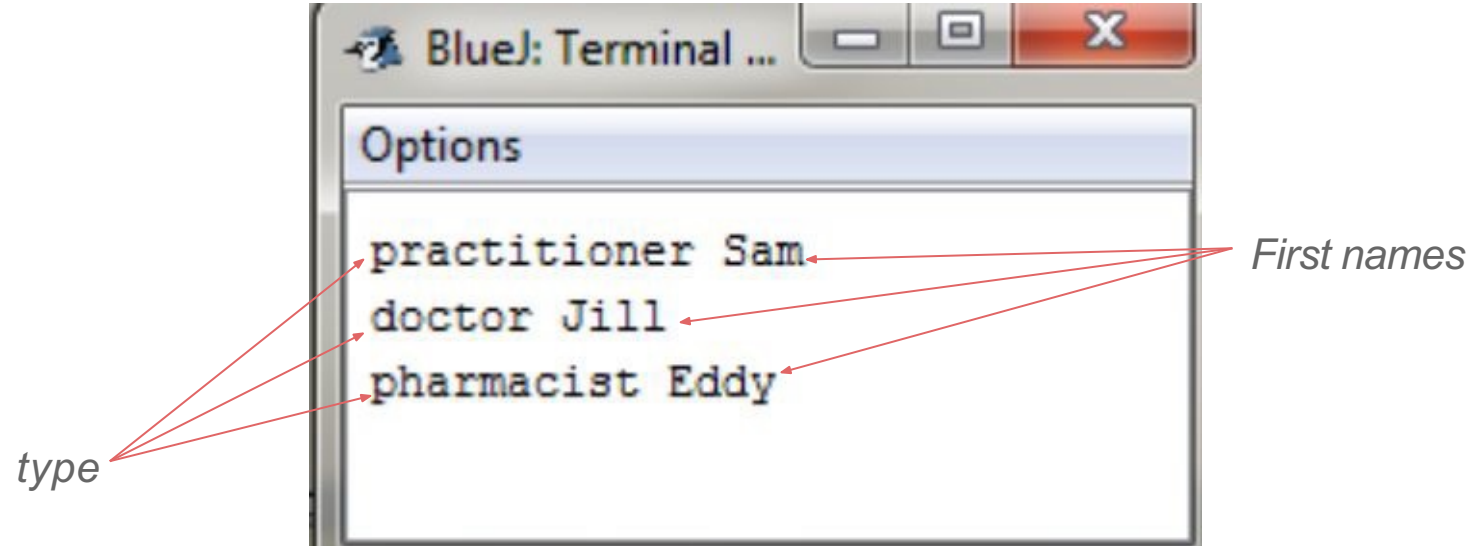 BlueJ: Terminal ...
Options
practitioner Sam
First names
doctor Jill
pharmacist Eddy
type